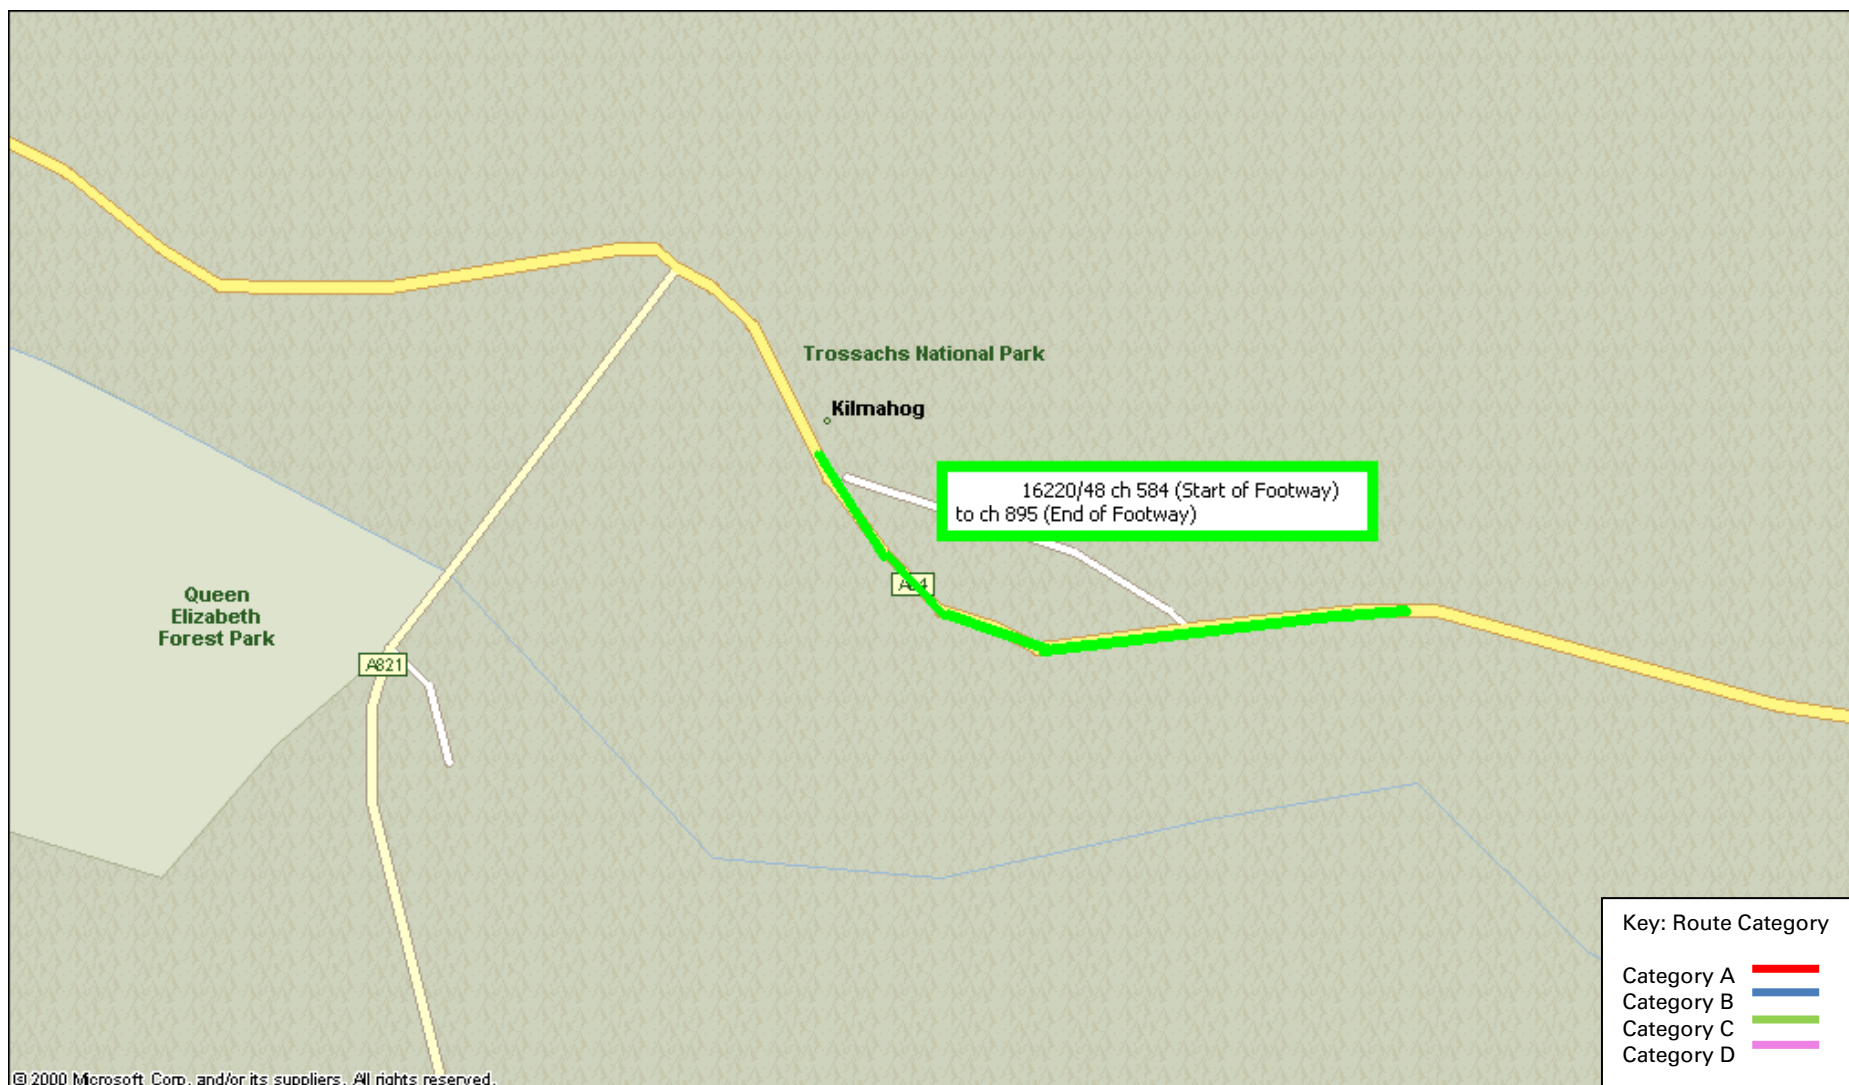 Trossachs National Park
Kilmahog
16220/48 ch 584 (Start of Footway)
to ch 895 (End of Footway)
Queen
Elizabeth
Forest Park
A821
Key: Route Category
Category A
Category B
Category C
Category D
© 2000 Microsoft Corp. and/or its suppliers. All rights reserved.